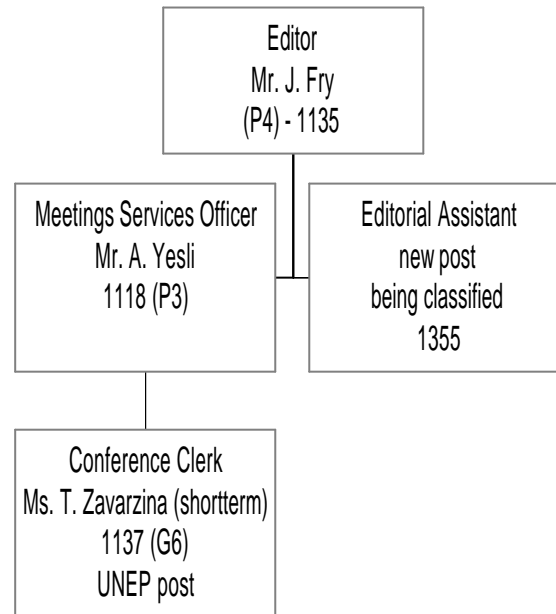 Editor
Mr. J. Fry
(P4) - 1135
Meetings Services Officer
Mr. A. Yesli
1118 (P3)
Editorial Assistant
new post
being classified
1355
Conference Clerk
Ms. T. Zavarzina (shortterm)
1137 (G6)
UNEP post